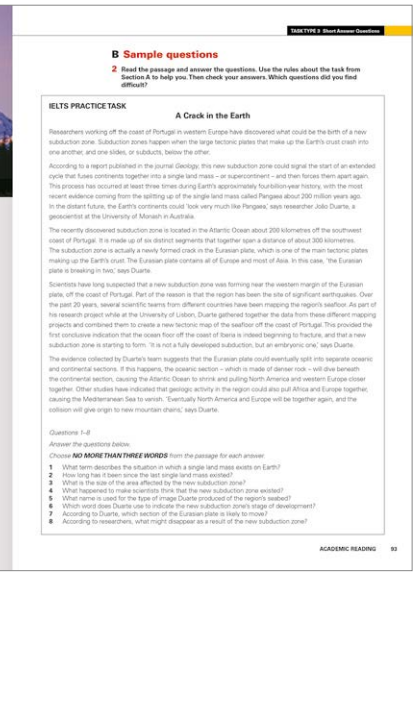 TASK TYPE 3 Short Answer Questions
B Sample questions
2 Read the passage and answer the questions. Use the rules about the task from
Section A to help you. Then check your answers. Which questions did you find
difficult?
IELTS PRACTICE TASK
A Crack in the Earth
Researchers working off the coast of Portugal in western Europe have discovered what could be the birth of a new
subduction zone. Subduction zones happen when the large tectonic plates that make up the Earth's crust crash into
one another, and one slides, or subducts, below the other.
According to a report published in the journal Geology, this new subduction zone could signal the start of an extended
cycle that fuses continents together into a single land mass – or supercontinent – and then forces them apart again.
This process has occurred at least three times during Earth's approximately four-billion-year history, with the most
recent evidence coming from the splitting up of the single land mass called Pangaea about 200 million years ago.
In the distant future, the Earth's continents could 'look very much like Pangaea,' says researcher João Duarte, a
geoscientist at the University of Monash in Australia.
The recently discovered subduction zone is located in the Atlantic Ocean about 200 kilometres off the southwest
coast of Portugal. It is made up of six distinct segments that together span a distance of about 300 kilometres.
The subduction zone is actually a newly formed crack in the Eurasian plate, which is one of the main tectonic plates
making up the Earth's crust. The Eurasian plate contains all of Europe and most of Asia. In this case, 'the Eurasian
plate is breaking in two,' says Duarte.
Scientists have long suspected that a new subduction zone was forming near the western margin of the Eurasian
plate, off the coast of Portugal. Part of the reason is that the region has been the site of significant earthquakes. Over
the past 20 years, several scientific teams from different countries have been mapping the region's seafloor. As part of
his research project while at the University of Lisbon, Duarte gathered together the data from these different mapping
projects and combined them to create a new tectonic map of the seafloor off the coast of Portugal. This provided the
first conclusive indication that the ocean floor off the coast of Iberia is indeed beginning to fracture, and that a new
subduction zone is starting to form. 'It is not a fully developed subduction, but an embryonic one,' says Duarte.
The evidence collected by Duarte's team suggests that the Eurasian plate could eventually split into separate oceanic
and continental sections. If this happens, the oceanic section – which is made of denser rock – will dive beneath
the continental section, causing the Atlantic Ocean to shrink and pulling North America and western Europe closer
together. Other studies have indicated that geologic activity in the region could also pull Africa and Europe together,
causing the Mediterranean Sea to vanish. 'Eventually North America and Europe will be together again, and the
collision will give origin to new mountain chains,' says Duarte.
Questions 1–8
Answer the questions below.
Choose NO MORE THAN THREE WORDS from the passage for each answer.
1 What term describes the situation in which a single land mass exists on Earth?
2 How long has it been since the last single land mass existed?
3 What is the size of the area affected by the new subduction zone?
4 What happened to make scientists think that the new subduction zone existed?
5 What name is used for the type of image Duarte produced of the region's seabed?
6 Which word does Duarte use to indicate the new subduction zone's stage of development?
7 According to Duarte, which section of the Eurasian plate is likely to move?
8 According to researchers, what might disappear as a result of the new subduction zone?
ACADEMIC READING 93